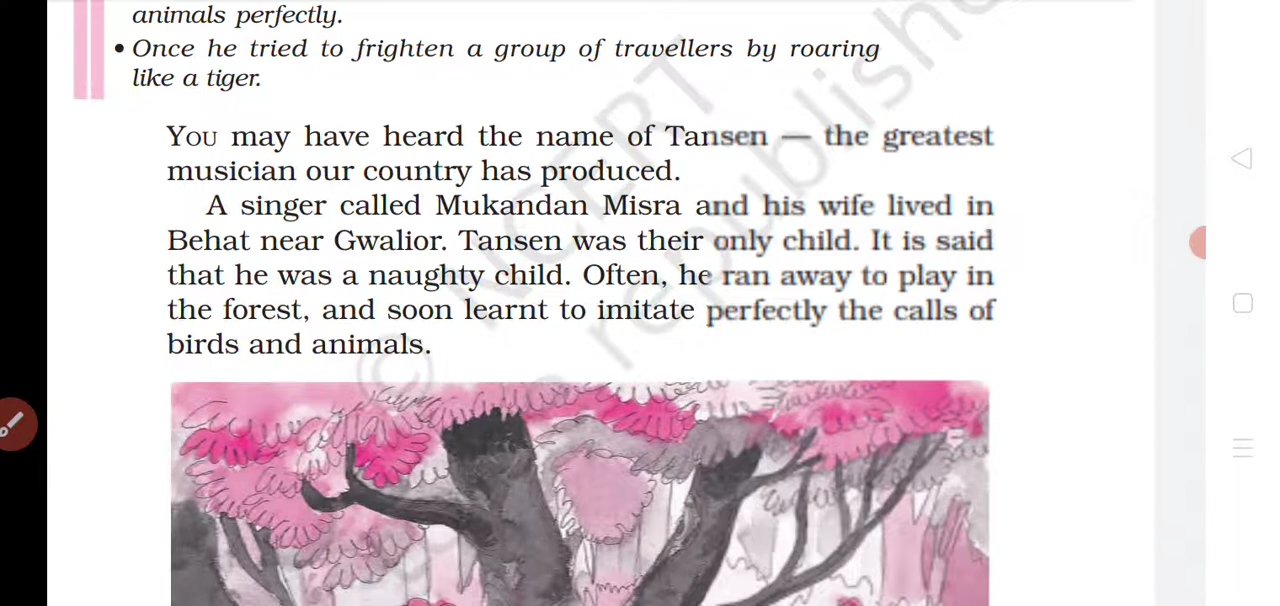 animals perfectly.
• Once he tried to frighten a group of travellers by roaring
like a tiger.
YOU may have heard the name of Tansen — the greatest
musician our country has produced.
A singer called Mukandan Misra and his wife lived in
Behat near Gwalior. Tansen was their only child. It is said
that he was a naughty child. Often, he ran away to play in
the forest, and soon learnt to imitate perfectly the calls of
birds and animals.
© NCERT
republished